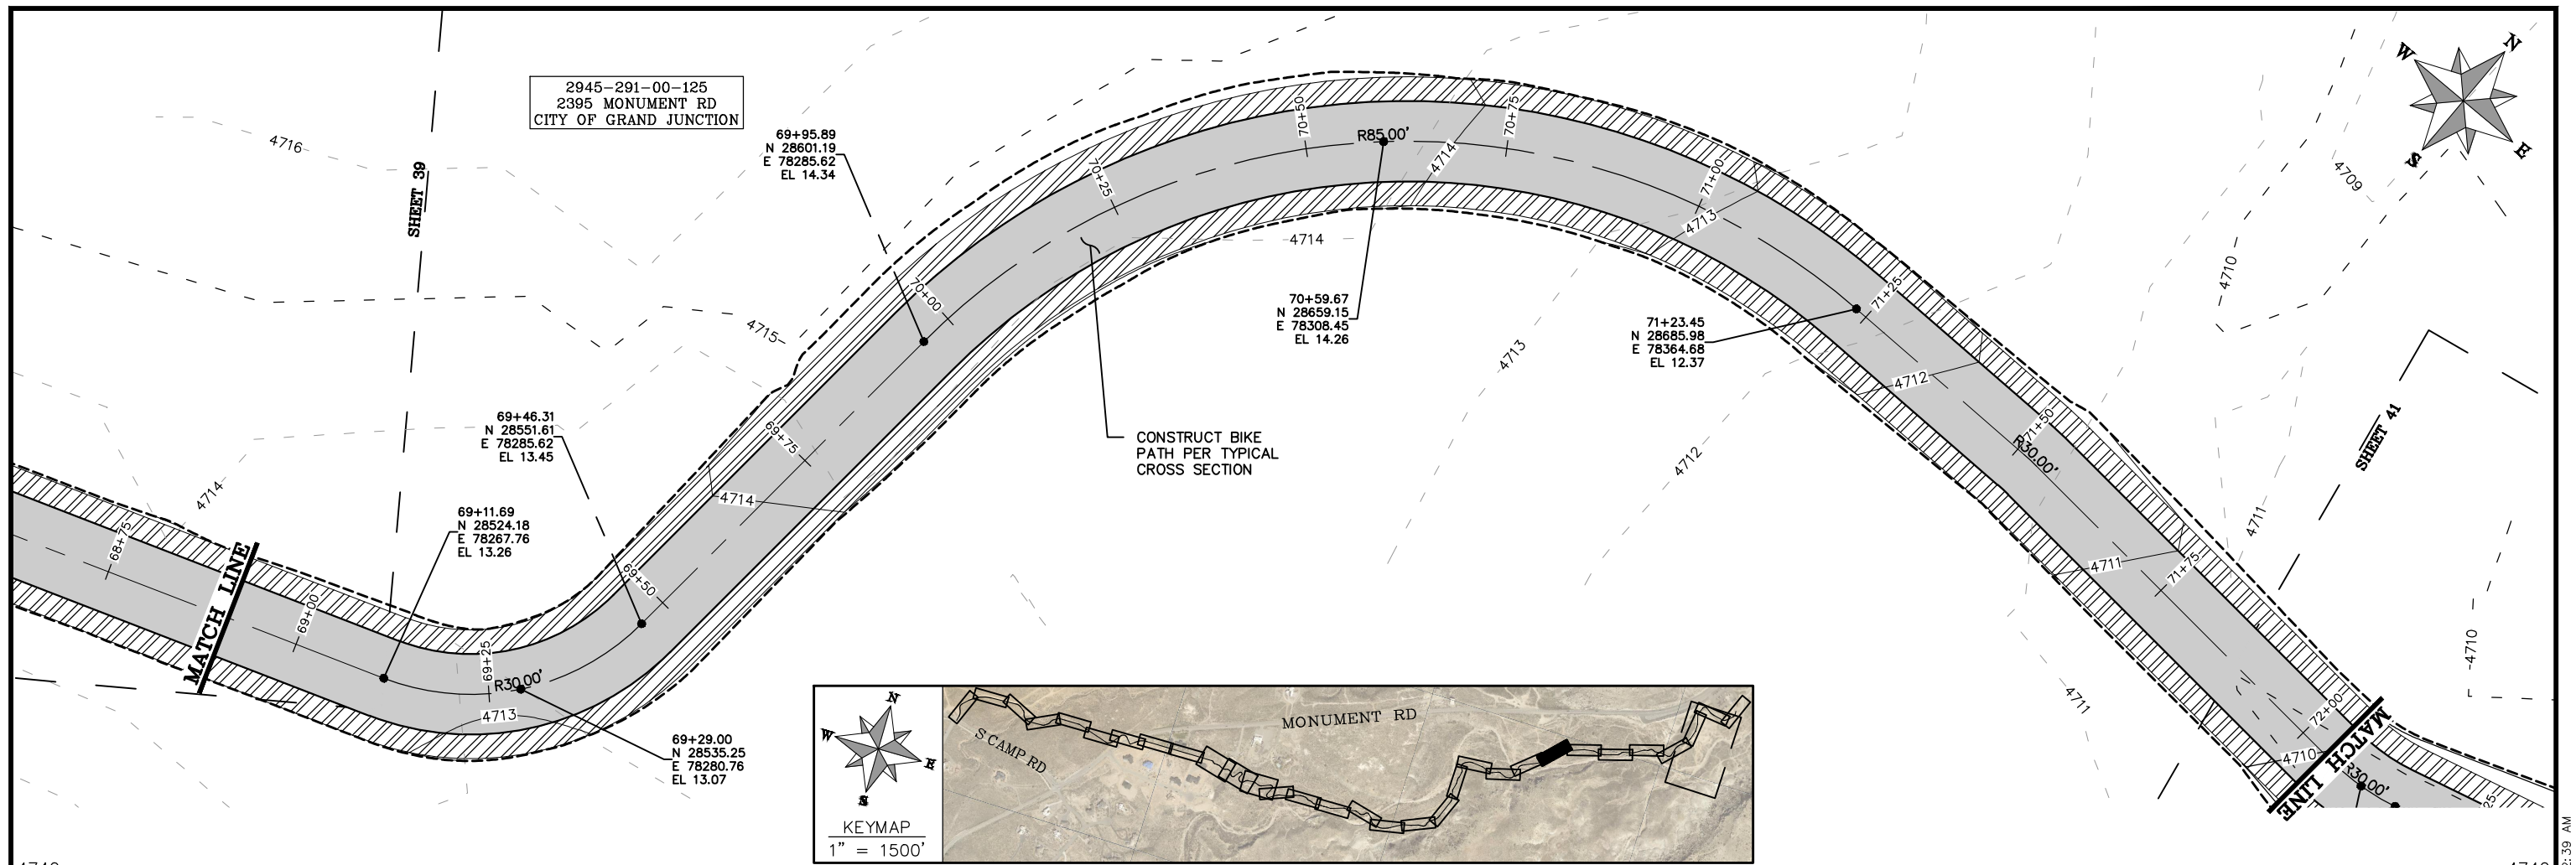 2945-291-00-125
2395 MONUMENT RD
CITY OF GRAND JUNCTION
SHEET 39
4716
4715
4714
69+95.89
N 28601.19
E 78285.62
EL 14.34
69+46.31
N 28551.61
E 78285.62
EL 13.45
69+11.69
N 28524.18
E 78267.76
EL 13.26
69+29.00
N 28535.25
E 78280.76
EL 13.07
70+59.67
N 28659.15
E 78308.45
EL 14.26
71+23.45
N 28685.98
E 78364.68
EL 12.37
CONSTRUCT BIKE
PATH PER TYPICAL
CROSS SECTION
MATCH LINE
68+75
69+00
69+25
R30.00'
4713
69+50
4714
69+75
70+00
70+25
70+50
R85.00'
4714
70+75
71+00
4713
71+25
4712
71+50
R30.00'
4711
71+75
72+00
4710
MATCH LINE
R30.00'
25
4714
4713
4712
4711
4711
4710
4709
4710
SHEET 41
N
W
E
S
N
W
E
S
KEYMAP
1" = 1500'
S CAMP RD
MONUMENT RD